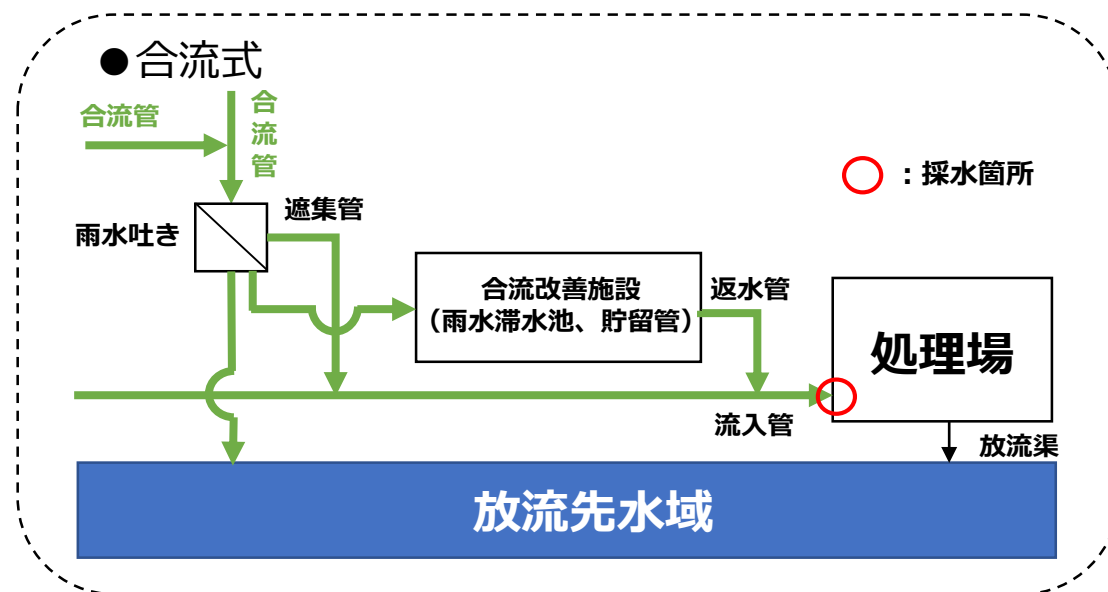 ●合流式
合流管
合流管
：採水箇所
遮集管
雨水吐き
合流改善施設
（雨水滞水池、貯留管）
返水管
処理場
流入管
放流渠
放流先水域